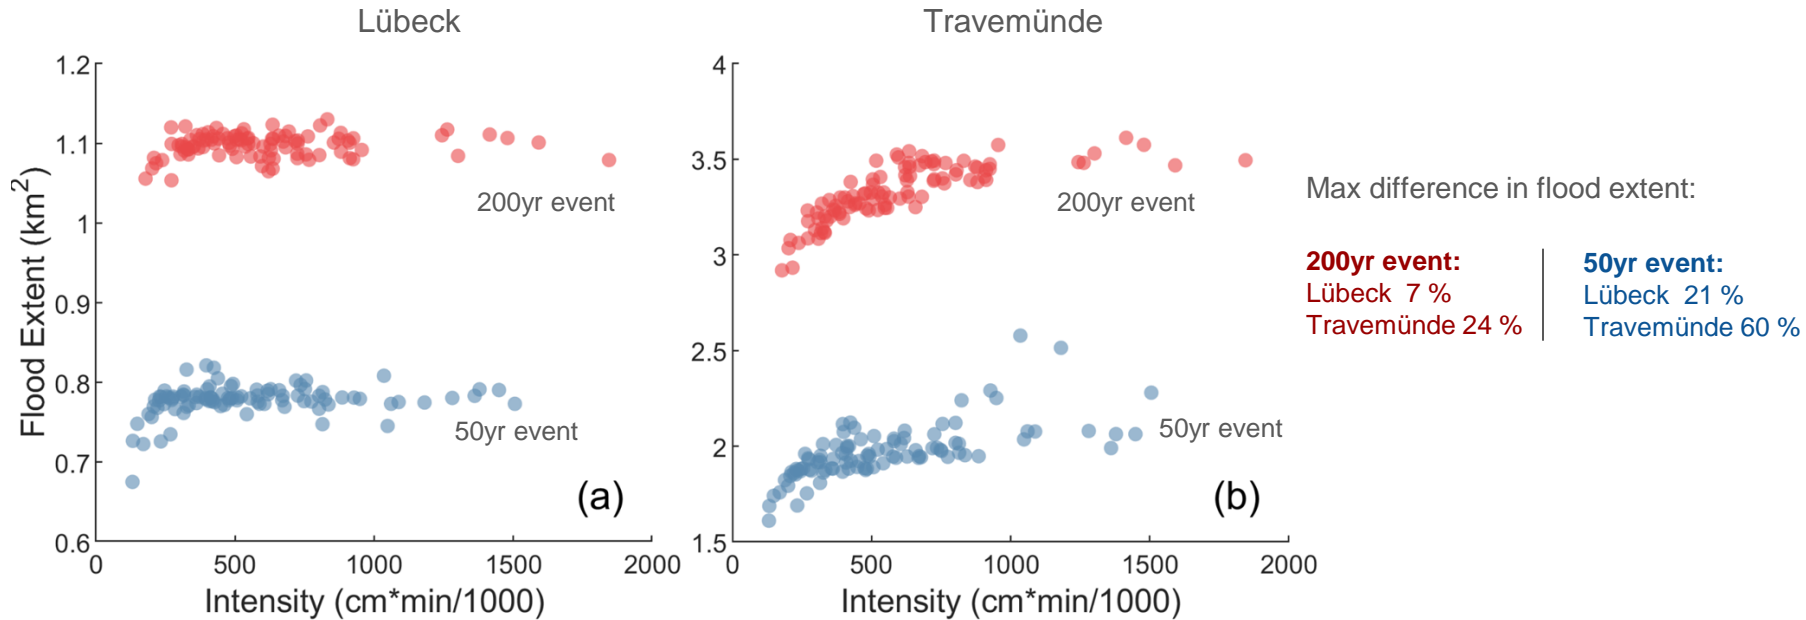 Lübeck
Travemünde
1.2
1.1
1
0.9
0.8
0.7
0.6
0
500
1000
1500
2000
Flood Extent (km²)
Intensity (cm*min/1000)
200yr event
50yr event
(a)
4
3.5
3
2.5
2
1.5
0
500
1000
1500
2000
Intensity (cm*min/1000)
200yr event
50yr event
(b)
Max difference in flood extent:
200yr event:
Lübeck 7 %
Travemünde 24 %
50yr event:
Lübeck 21 %
Travemünde 60 %